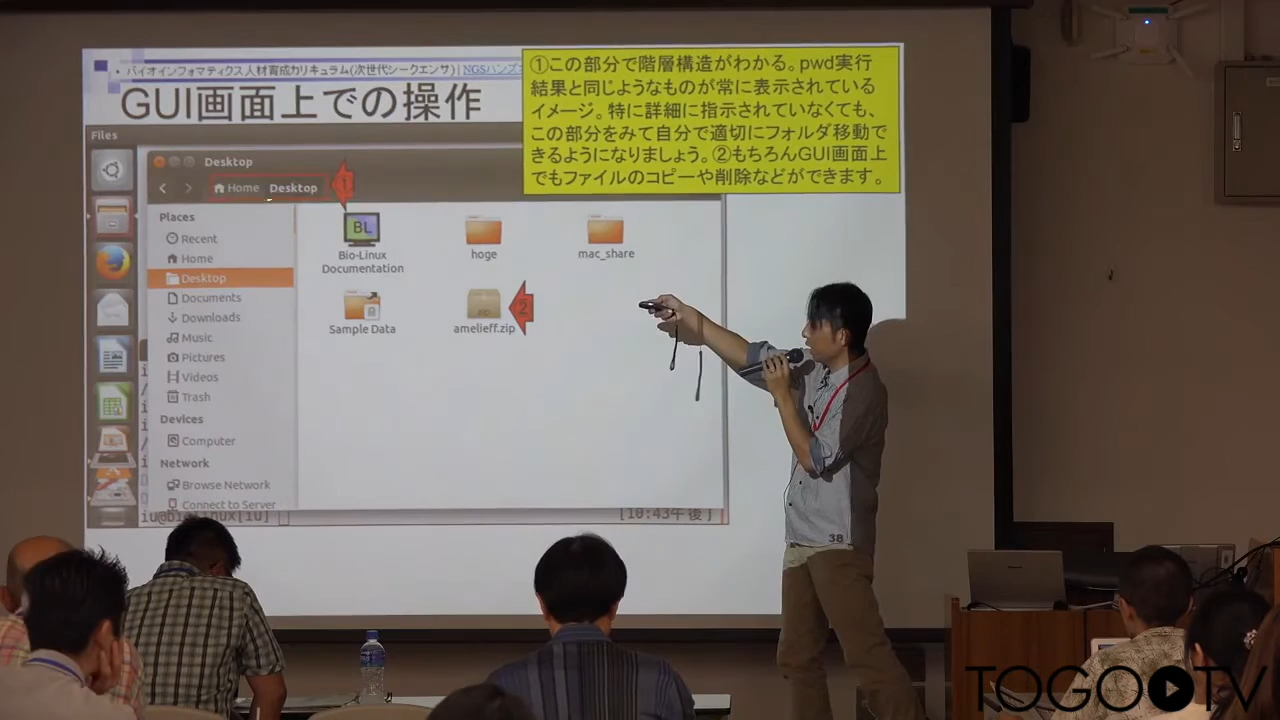 ・バイオインフォマティクス人材育成カリキュラム(次世代シークエンサ) | NGSハンズ
GUI画面上での操作
①この部分で階層構造がわかる。pwd実行
結果と同じようなものが常に表示されている
イメージ。特に詳細に指示されていなくても、
この部分をみて自分で適切にフォルダ移動で
きるようになりましょう。②もちろんGUI画面上
でもファイルのコピーや削除などができます。
Files
Desktop
Home Desktop
1
Places
Recent
Home
Desktop
Documents
Downloads
Music
Pictures
Videos
Trash
Devices
Computer
Network
Browse Network
Connect to Server
BL
Bio-Linux
Documentation
hoge
mac_share
Sample Data
amelieff.zip
2
[10:43午後]
38
TOGOTV